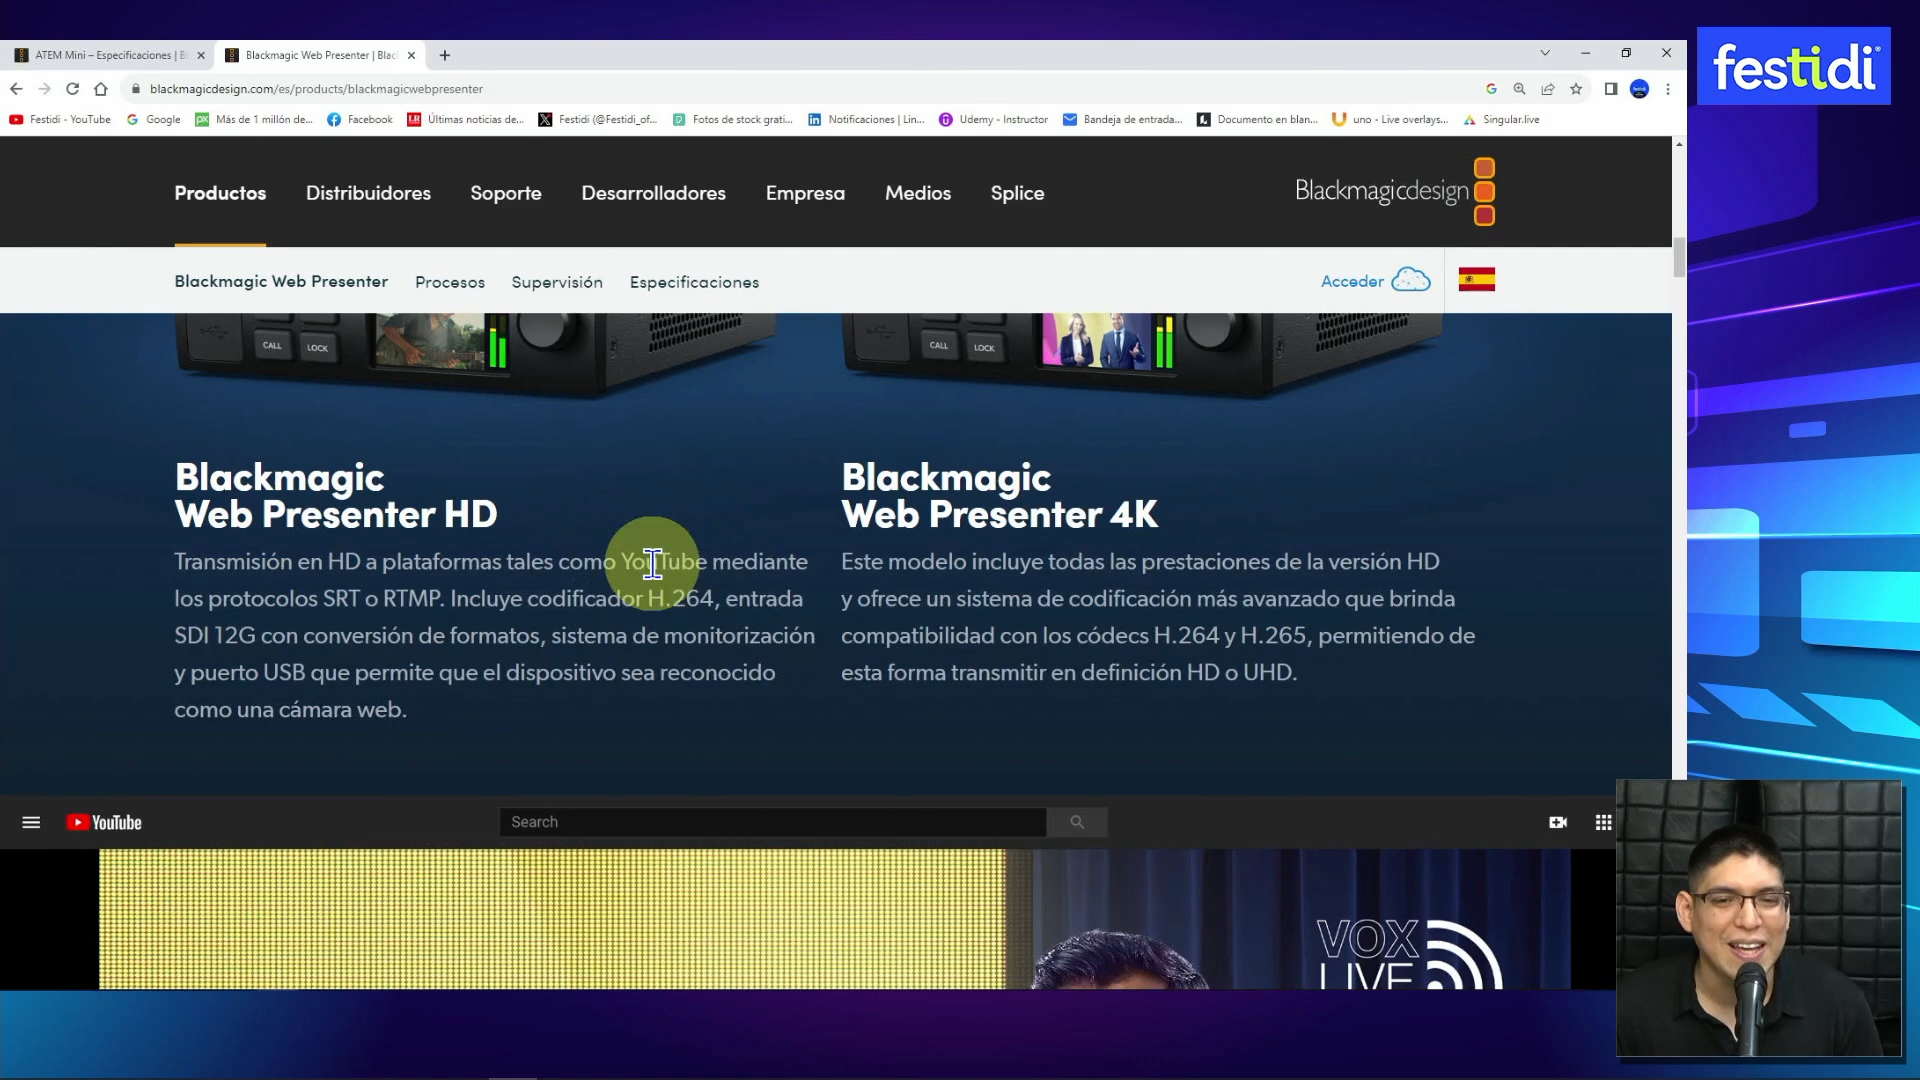 festidi
ATEM Mini – Especificaciones | B
Blackmagic Web Presenter | Blac
blackmagicdesign.com/es/products/blackmagicwebpresenter
Festidi - YouTube
Google
Más de 1 millón de...
Facebook
Últimas noticias de...
Festidi (@Festidi_of...
Fotos de stock grati...
Notificaciones | Lin...
Udemy - Instructor
Bandeja de entrada...
Documento en blan...
uno - Live overlays...
Singular.live
Productos
Distribuidores
Soporte
Desarrolladores
Empresa
Medios
Splice
Blackmagicdesign
Blackmagic Web Presenter
Procesos
Supervisión
Especificaciones
Acceder
CALL
LOCK
CALL
LOCK
Blackmagic
Web Presenter HD
Transmisión en HD a plataformas tales como YouTube mediante
los protocolos SRT o RTMP. Incluye codificador H.264, entrada
SDI 12G con conversión de formatos, sistema de monitorización
y puerto USB que permite que el dispositivo sea reconocido
como una cámara web.
Blackmagic
Web Presenter 4K
Este modelo incluye todas las prestaciones de la versión HD
y ofrece un sistema de codificación más avanzado que brinda
compatibilidad con los códecs H.264 y H.265, permitiendo de
esta forma transmitir en definición HD o UHD.
YouTube
Search
VOX
LIVE